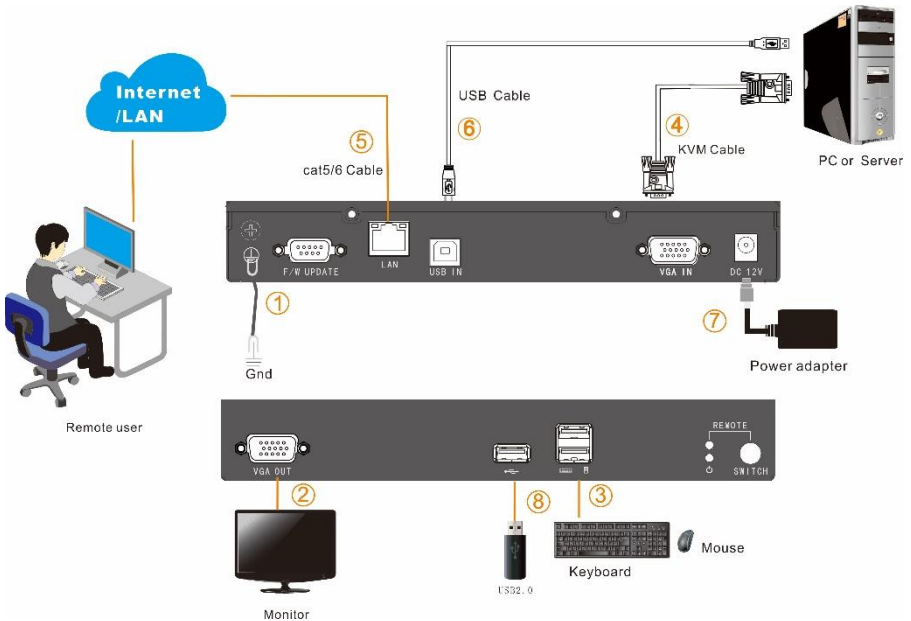 Internet
/LAN
⑤
cat5/6 Cable
USB Cable
⑥
④
KVM Cable
PC or Server
F/W UPDATE
LAN
USB IN
VGA IN
DC 12V
①
Gnd
⑦
Power adapter
Remote user
VGA OUT
REMOTE
SWITCH
②
⑧
③
Monitor
USB2.0
Keyboard
Mouse